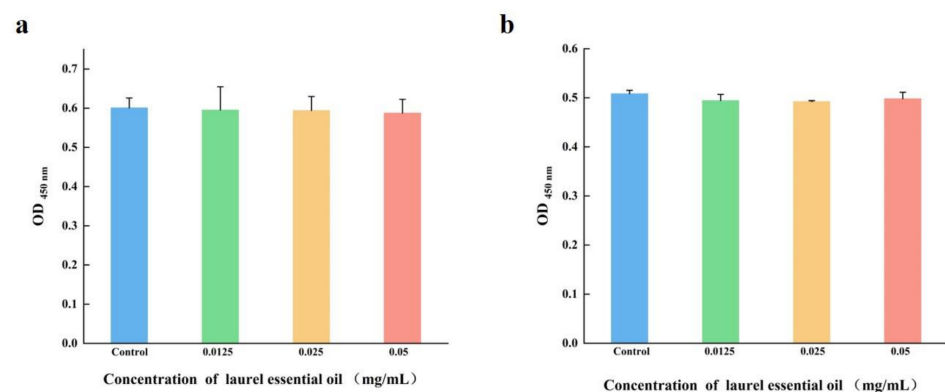 a
0.7
0.6
0.5
0.4
0.3
0.2
0.1
0.0
OD 450 nm
Control 0.0125 0.025 0.05
Concentration of laurel essential oil （mg/mL）
b
0.6
0.5
0.4
0.3
0.2
0.1
0.0
OD 450 nm
Control 0.0125 0.025 0.05
Concentration of laurel essential oil （mg/mL）